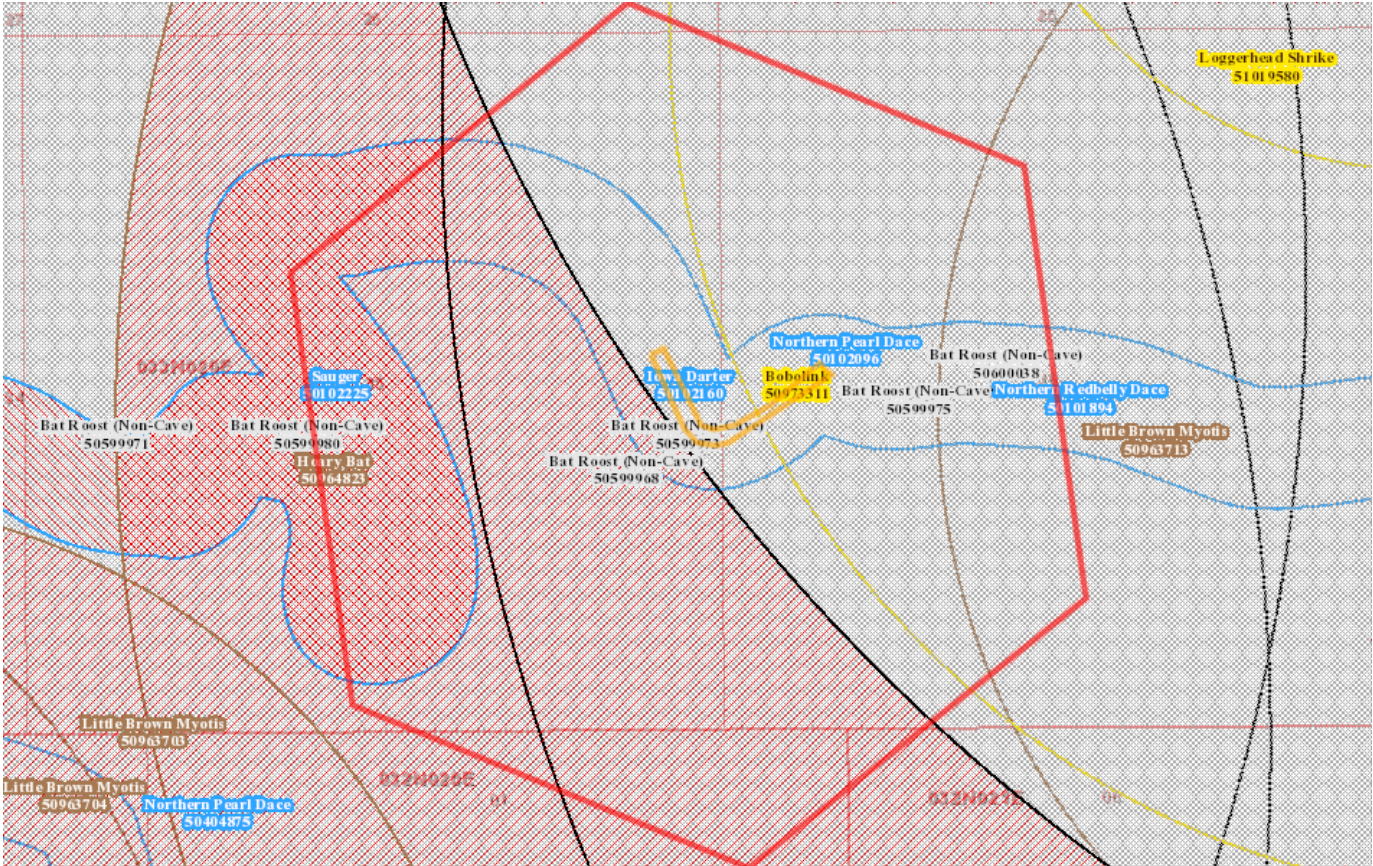 27
Loggerhead Shrike
51019580
Northern Pearl Dace
50102096
Bat Roost (Non-Cave)
50600038
Sauger
50102225
Iowa Darter
50102160
Bobolink
50973311
Bat Roost (Non-Cave)
50599975
Northern Redbelly Dace
50101894
Bat Roost (Non-Cave)
50599971
Bat Roost (Non-Cave)
50599980
Bat Roost (Non-Cave)
Bat Roost (Non-Cave)
50599968
Little Brown Myotis
50963713
Hoary Bat
50964823
Little Brown Myotis
50963703
Little Brown Myotis
50963704
Northern Pearl Dace
50404875
032N030E